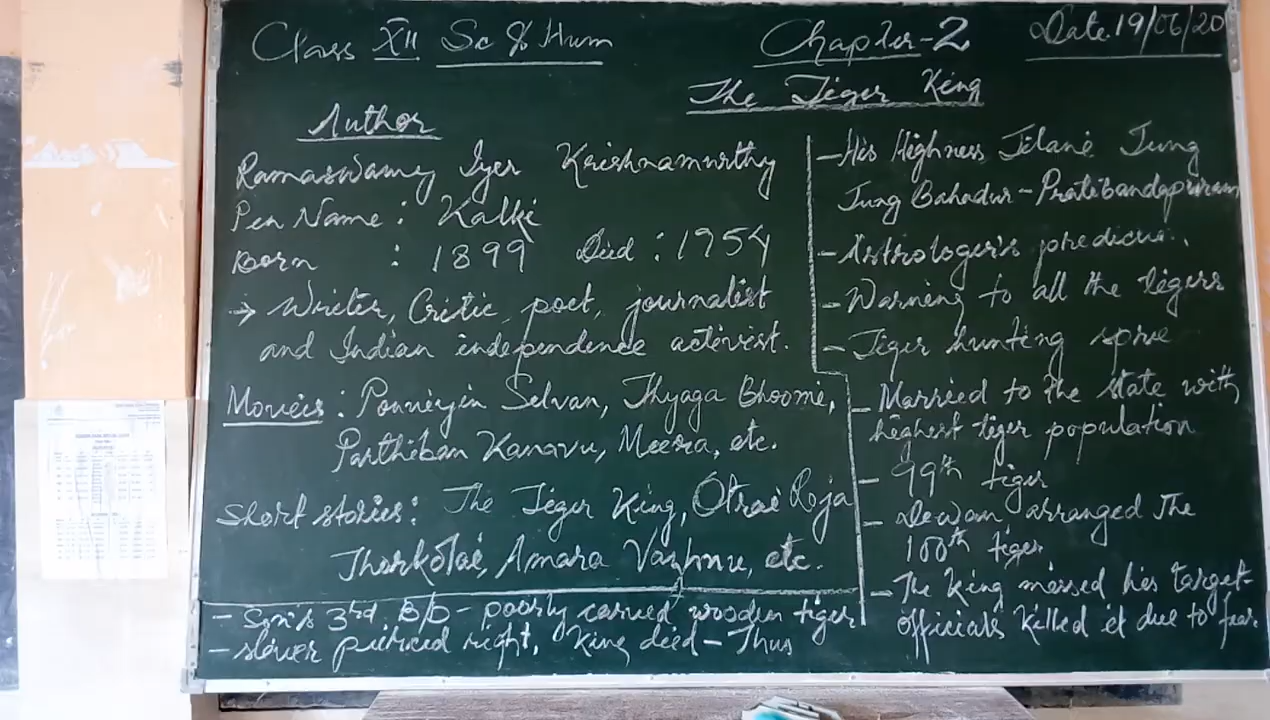 Class XII Sc & Hum
Chapter-2
Date. 19/06/20
The Tiger King
Author
Ramaswamy Iyer Krishnamurthy
Pen Name : Kalki
Born : 1899 Died : 1954
→ Writer, Critic, poet, journalist
and Indian independence activist.
Movies : Ponniyin Selvan, Thyaga Bhoomi,
Parthiban Kanavu, Meera, etc.
Short stories : The Tiger King, Otrai Roja
Thorkolai, Amara Vazhvu, etc.
- His Highness Jilani Jung
Jung Bahadur - Pratibandapuram
- Astrologer's
- Warning to all the tigers
- Tiger hunting spree
- Married to the state with
highest tiger population
- 99th tiger
- Dewan arranged the
100th tiger
- The King missed his target-
officials killed it due to fear
- Son's 3rd B/D - poorly carved wooden tiger
- sliver pierced right, King died - Thus